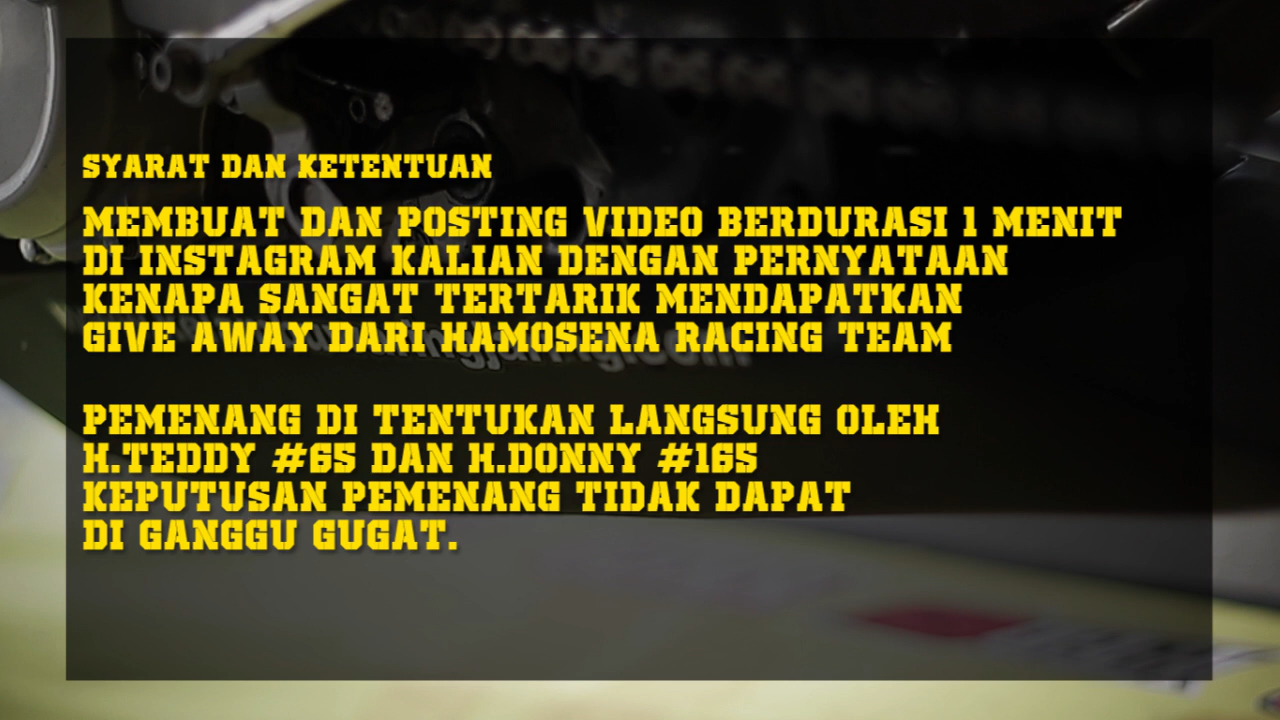 SYARAT DAN KETENTUAN
MEMBUAT DAN POSTING VIDEO BERDURASI 1 MENIT
DI INSTAGRAM KALIAN DENGAN PERNYATAAN
KENAPA SANGAT TERTARIK MENDAPATKAN
GIVE AWAY DARI HAMOSENA RACING TEAM
PEMENANG DI TENTUKAN LANGSUNG OLEH
H.TEDDY #65 DAN H.DONNY #165
KEPUTUSAN PEMENANG TIDAK DAPAT
DI GANGGU GUGAT.